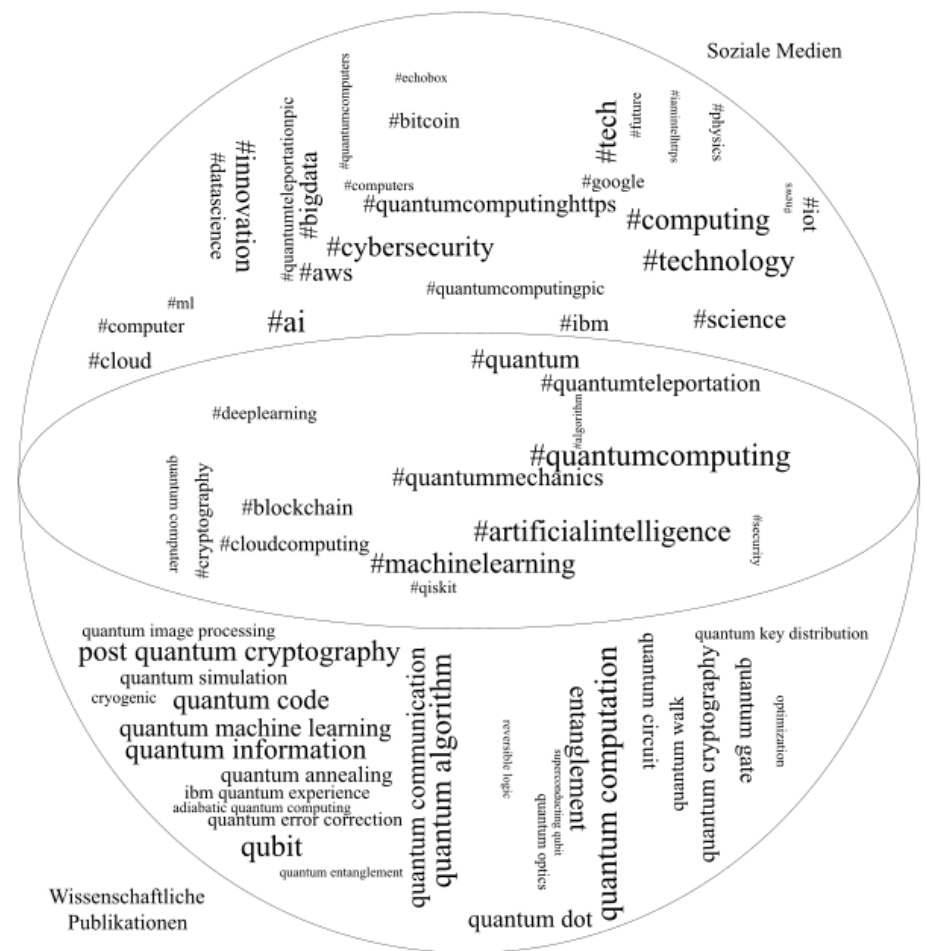 Soziale Medien
#echobox
#quantumcomputers
#bitcoin
#tech
#future
#iamintelhttps
#physics
#quantumteleportationpic
#innovation
#datascience
#bigdata
#computers
#google
#quantumcomputinghttps
#computing
#news
#iot
#cybersecurity
#aws
#technology
#quantumcomputingpic
#ml
#computer
#ai
#ibm
#science
#cloud
#quantum
#quantumteleportation
#algorithm
#deeplearning
#quantumcomputing
#quantummechanics
quantum computer
#cryptography
#blockchain
#artificialintelligence
#security
#cloudcomputing
#machinelearning
#qiskit
quantum image processing
quantum key distribution
post quantum cryptography
quantum simulation
cryogenic
quantum code
quantum machine learning
quantum information
quantum annealing
ibm quantum experience
adiabatic quantum computing
quantum error correction
qubit
quantum entanglement
quantum communication
quantum algorithm
reversible logic
quantum optics
superconducting qubit
entanglement
quantum computation
quantum circuit
quantum walk
quantum cryptography
quantum gate
optimization
quantum dot
Wissenschaftliche
Publikationen